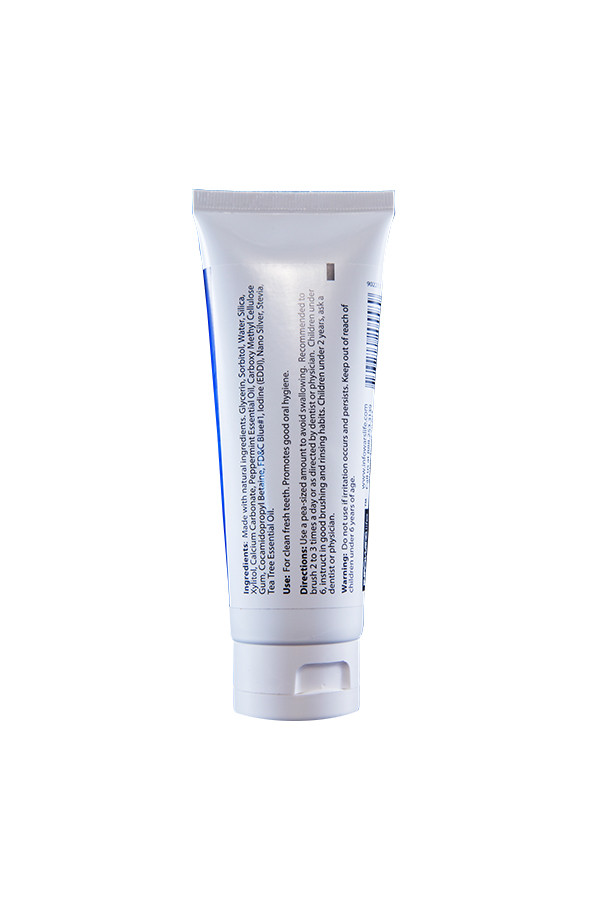 Ingredients: Made with natural ingredients. Glycerin, Sorbitol, Water, Silica,
Xylitol, Calcium Carbonate, Peppermint Essential Oil, Carboxy Methyl Cellulose
Gum, Cocamidopropyl Betaine, FD&C Blue#1, Iodine (EDDI), Nano Silver, Stevia.
Tea Tree Essential Oil.
Use: For clean fresh teeth. Promotes good oral hygiene.
Directions: Use a pea-sized amount to avoid swallowing. Recommended to
brush 2 to 3 times a day or as directed by dentist or physician. Children under
6, instruct in good brushing and rinsing habits. Children under 2 years, ask a
dentist or physician.
Warning: Do not use if irritation occurs and persists. Keep out of reach of
children under 6 years of age.
www.infowarslife.com